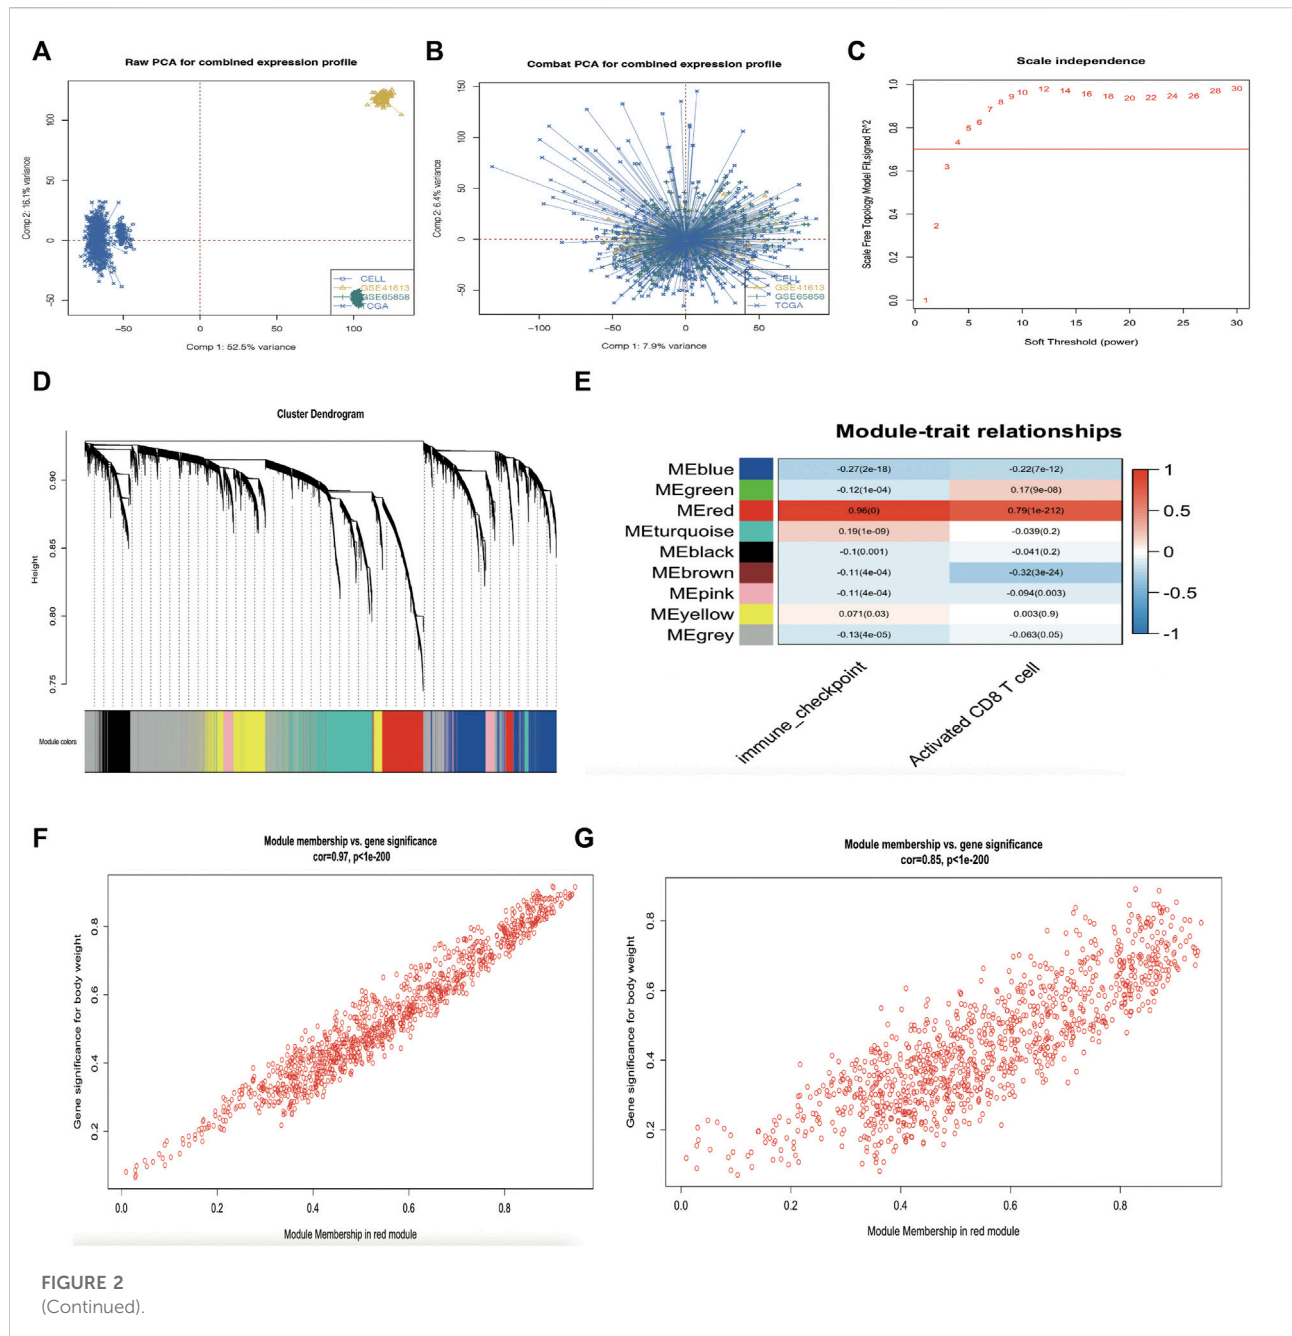 A
Raw PCA for combined expression profile
Comp 2: 16.1% variance
100
50
0
−50
CELL
GSE41613
GSE65858
TCGA
−50
0
50
100
Comp 1: 52.5% variance
B
Combat PCA for combined expression profile
Comp 2: 6.4% variance
150
100
50
0
−50
CELL
GSE41613
GSE65858
TCGA
−100
−50
0
50
Comp 1: 7.9% variance
C
Scale independence
Scale Free Topology Model Fit,signed R^2
1.0
0.8
0.6
0.4
0.2
0.0
1
2
3
4
5
6
7
8
9
10
12
14
16
18
20
22
24
26
28
30
0
5
10
15
20
25
30
Soft Threshold (power)
D
Cluster Dendrogram
Height
0.90
0.85
0.80
0.75
Module colors
E
Module-trait relationships
MEblue -0.27(2e-18) -0.22(7e-12)
MEgreen -0.12(1e-04) 0.17(9e-08)
MEred 0.96(0) 0.79(1e-212)
MEturquoise 0.19(1e-09) -0.039(0.2)
MEblack -0.1(0.001) -0.041(0.2)
MEbrown -0.11(4e-04) -0.32(3e-24)
MEpink -0.11(4e-04) -0.094(0.003)
MEyellow 0.071(0.03) 0.003(0.9)
MEgrey -0.13(4e-05) -0.063(0.05)
1
0.5
0
-0.5
-1
immune_checkpoint
Activated CD8 T cell
F
Module membership vs. gene significance
cor=0.97, p<1e-200
Gene significance for body weight
0.8
0.6
0.4
0.2
0.0
0.2
0.4
0.6
0.8
Module Membership in red module
G
Module membership vs. gene significance
cor=0.85, p<1e-200
Gene significance for body weight
0.8
0.6
0.4
0.2
0.0
0.2
0.4
0.6
0.8
Module Membership in red module
FIGURE 2
(Continued).